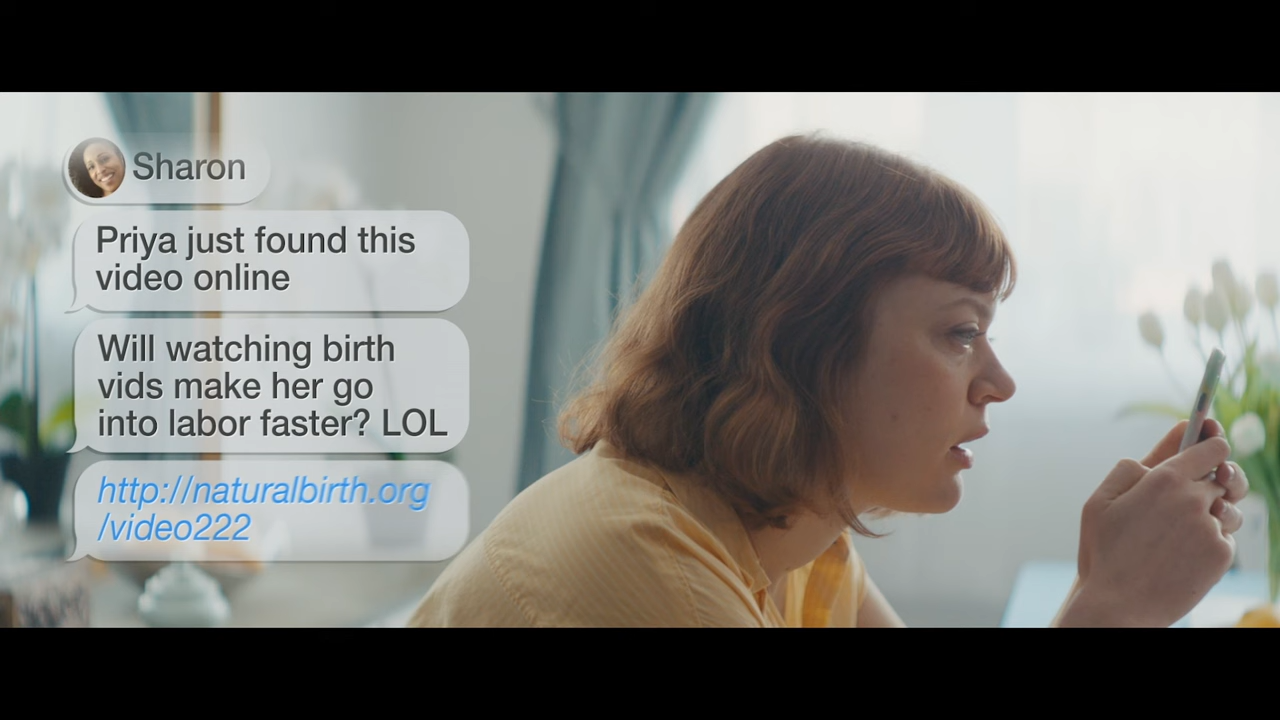 Sharon
Priya just found this
video online
Will watching birth
vids make her go
into labor faster? LOL
http://naturalbirth.org
/video222